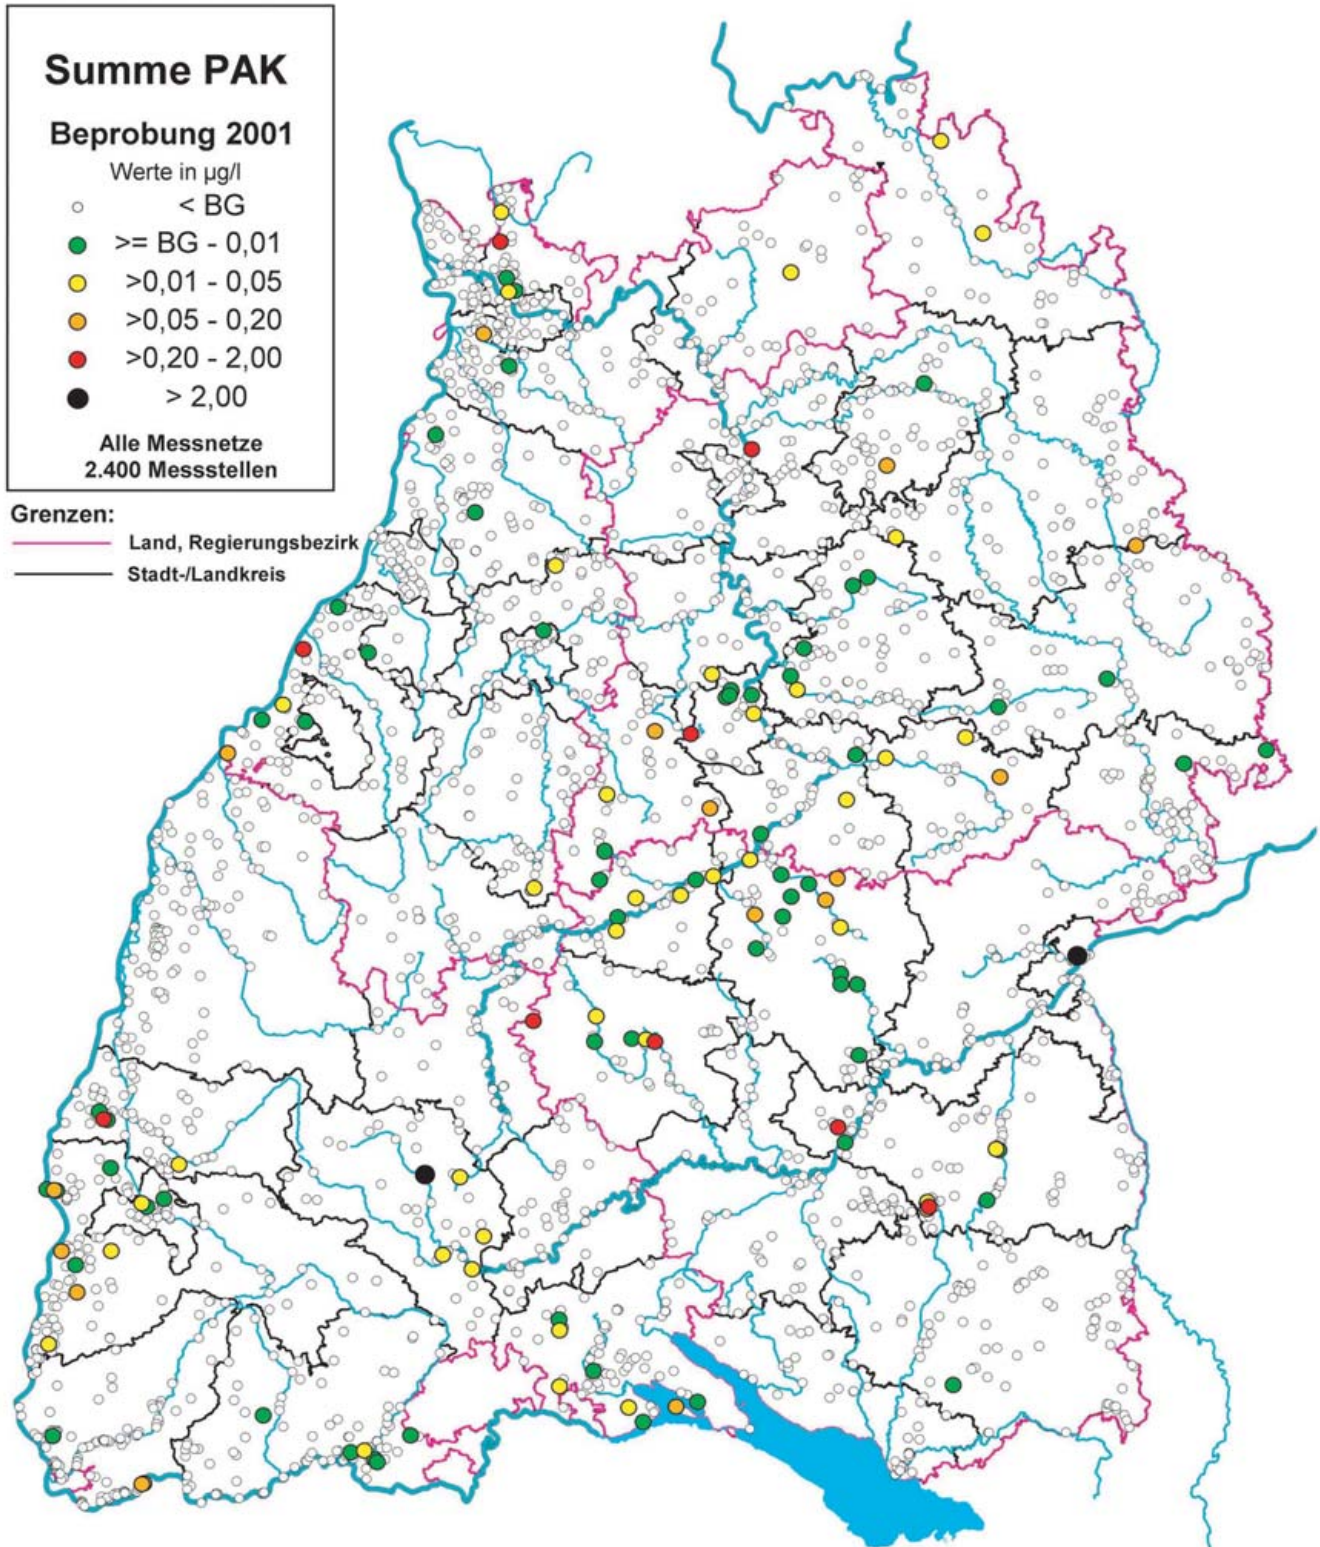 Summe PAK
Beprobung 2001
Werte in µg/l
< BG
>= BG - 0,01
>0,01 - 0,05
>0,05 - 0,20
>0,20 - 2,00
> 2,00
Alle Messnetze
2.400 Messstellen
Grenzen:
Land, Regierungsbezirk
Stadt-/Landkreis